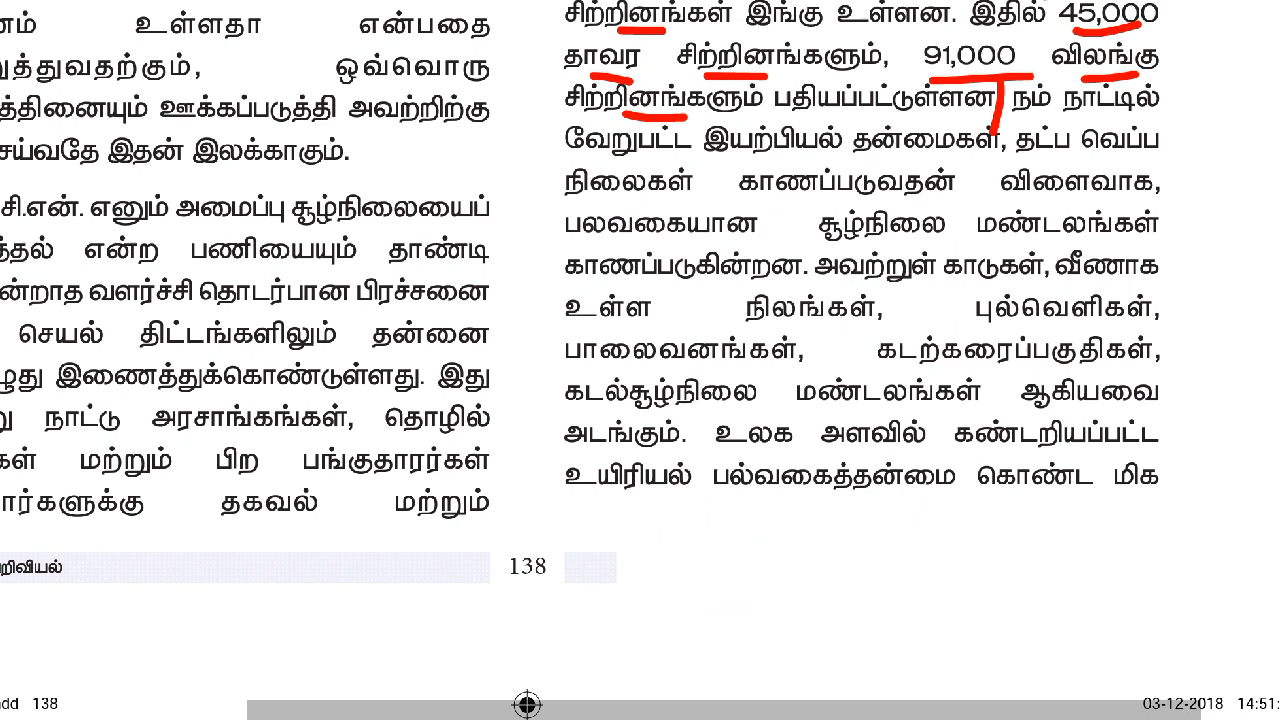 உள்ளதா என்பதை
ஒவ்வொரு
ஊக்கப்படுத்தி அவற்றிற்கு
இதன் இலக்காகும்.
எனும் அமைப்பு சூழ்நிலையைப்
என்ற பணியையும் தாண்டி
வளர்ச்சி தொடர்பான பிரச்சனை
செயல் திட்டங்களிலும் தன்னை
இணைத்துக்கொண்டுள்ளது. இது
நாட்டு அரசாங்கங்கள், தொழில்
மற்றும் பிற பங்குதாரர்கள்
தகவல் மற்றும்
சிற்றினங்கள் இங்கு உள்ளன. இதில் 45,000
தாவர சிற்றினங்களும், 91,000 விலங்கு
சிற்றினங்களும் பதியப்பட்டுள்ளன நம் நாட்டில்
வேறுபட்ட இயற்பியல் தன்மைகள், தட்ப வெப்ப
நிலைகள் காணப்படுவதன் விளைவாக,
பலவகையான சூழ்நிலை மண்டலங்கள்
காணப்படுகின்றன. அவற்றுள் காடுகள், வீணாக
உள்ள நிலங்கள், புல்வெளிகள்,
பாலைவனங்கள், கடற்கரைப்பகுதிகள்,
கடல்சூழ்நிலை மண்டலங்கள் ஆகியவை
அடங்கும். உலக அளவில் கண்டறியப்பட்ட
உயிரியல் பல்வகைத்தன்மை கொண்ட மிக
138
138
03-12-2018 14:51: